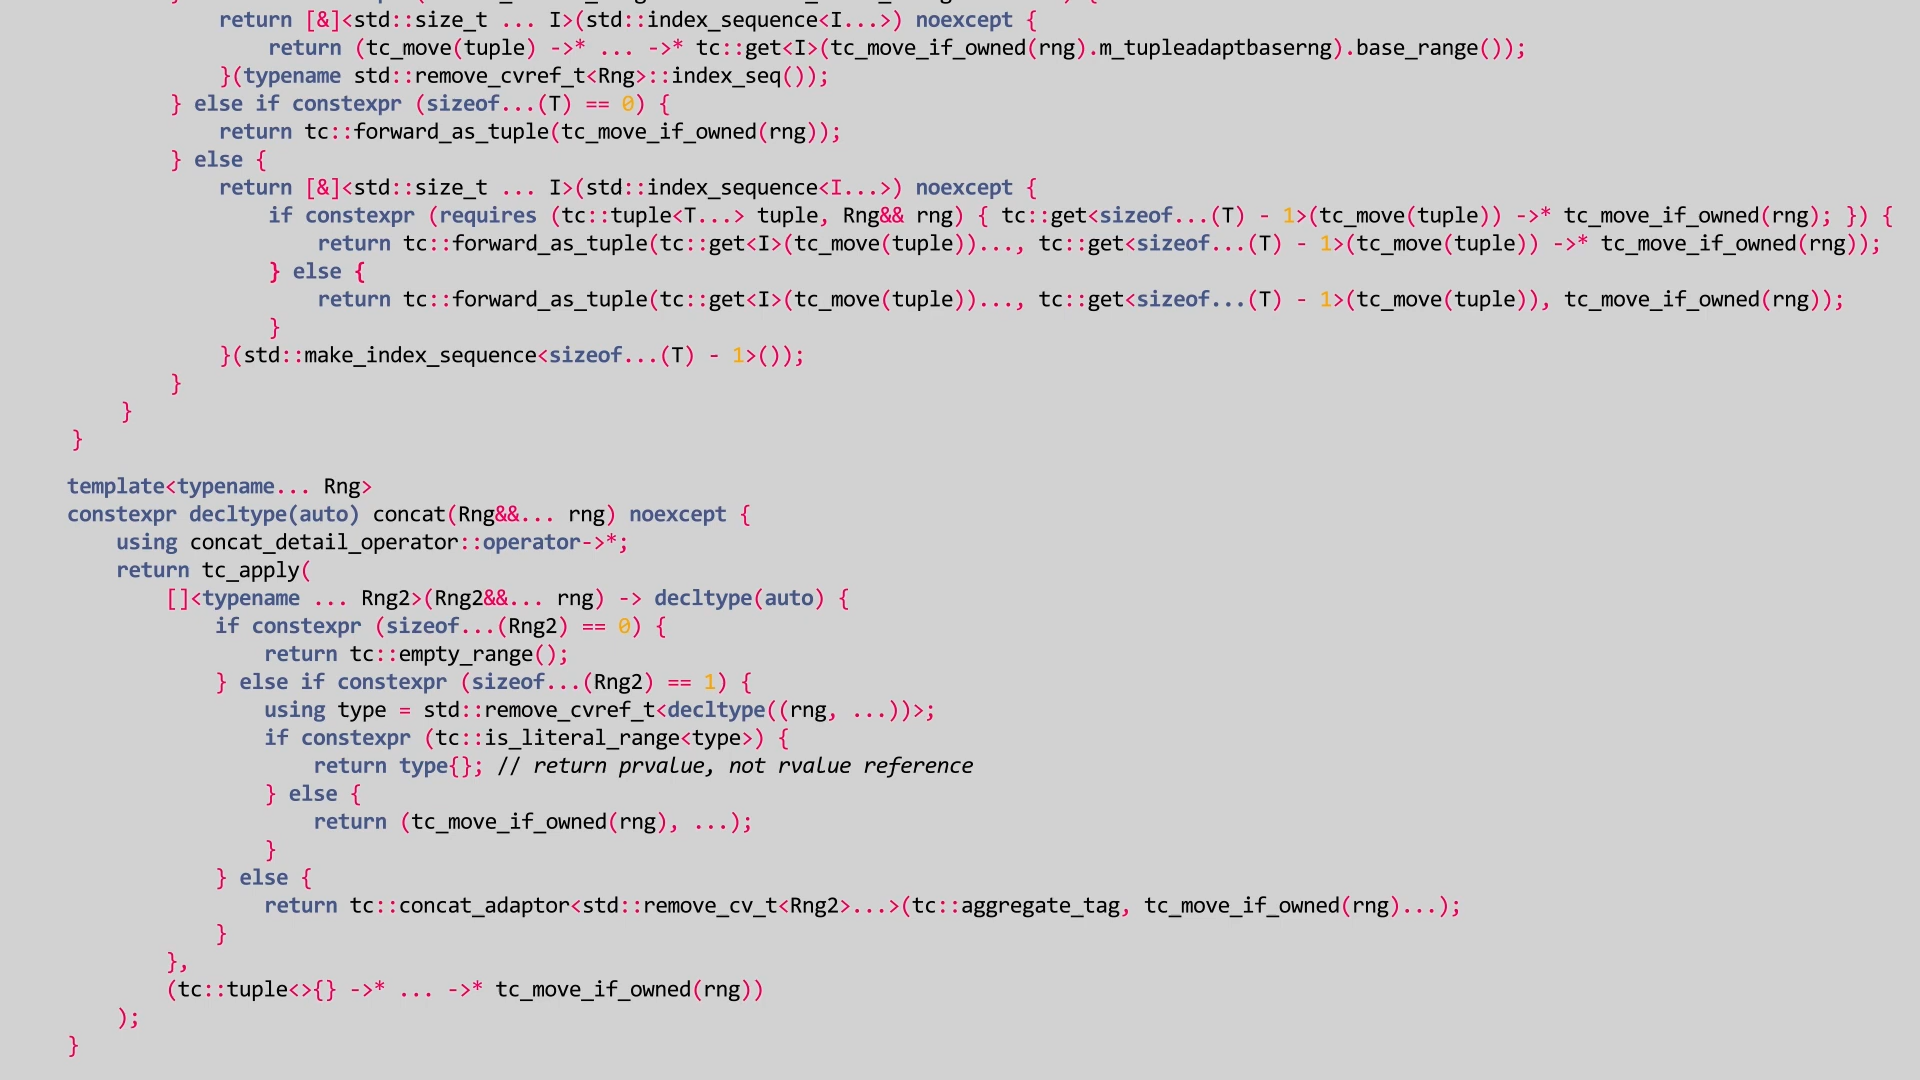 return [&]<std::size_t ... I>(std::index_sequence<I...>) noexcept {
return (tc_move(tuple) ->* ... ->* tc::get<I>(tc_move_if_owned(rng).m_tupleadaptbaserng).base_range());
}(typename std::remove_cvref_t<Rng>::index_seq());
} else if constexpr (sizeof...(T) == 0) {
return tc::forward_as_tuple(tc_move_if_owned(rng));
} else {
return [&]<std::size_t ... I>(std::index_sequence<I...>) noexcept {
if constexpr (requires (tc::tuple<T...> tuple, Rng&& rng) { tc::get<sizeof...(T) - 1>(tc_move(tuple)) ->* tc_move_if_owned(rng); }) {
return tc::forward_as_tuple(tc::get<I>(tc_move(tuple))..., tc::get<sizeof...(T) - 1>(tc_move(tuple)) ->* tc_move_if_owned(rng));
} else {
return tc::forward_as_tuple(tc::get<I>(tc_move(tuple))..., tc::get<sizeof...(T) - 1>(tc_move(tuple)), tc_move_if_owned(rng));
}
}(std::make_index_sequence<sizeof...(T) - 1>());
}
}
}
template<typename... Rng>
constexpr decltype(auto) concat(Rng&&... rng) noexcept {
using concat_detail_operator::operator->*;
return tc_apply(
[]<typename ... Rng2>(Rng2&&... rng) -> decltype(auto) {
if constexpr (sizeof...(Rng2) == 0) {
return tc::empty_range();
} else if constexpr (sizeof...(Rng2) == 1) {
using type = std::remove_cvref_t<decltype((rng, ...))>;
if constexpr (tc::is_literal_range<type>) {
return type{}; // return prvalue, not rvalue reference
} else {
return (tc_move_if_owned(rng), ...);
}
} else {
return tc::concat_adaptor<std::remove_cv_t<Rng2>...>(tc::aggregate_tag, tc_move_if_owned(rng)...);
}
},
(tc::tuple<>{} ->* ... ->* tc_move_if_owned(rng))
);
}